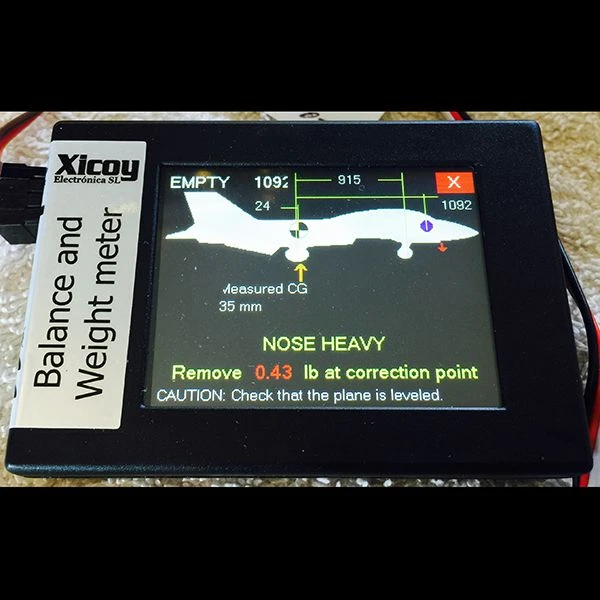 Xicoy
Electrónica SL
Balance and
Weight meter
EMPTY 1092 915 X
24 1092
Measured CG
35 mm
NOSE HEAVY
Remove 0.43 lb at correction point
CAUTION: Check that the plane is leveled.